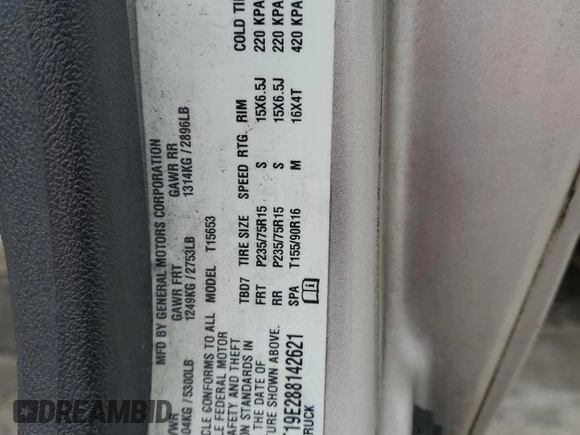 MFD BY GENERAL MOTORS CORPORATION
GAWR FRT GAWR RR
04KG / 5300LB 1249KG / 2753LB 1314KG / 2896LB
CLE CONFORMS TO ALL MODEL T15653
LE FEDERAL MOTOR
AFETY AND THEFT
ON STANDARDS IN
THE DATE OF
TURE SHOWN ABOVE.
T19E288142621
TRUCK
TBD7 TIRE SIZE SPEED RTG RIM COLD
FRT P235/75R15 S 15X6.5J 220 KPA
RR P235/75R15 S 15X6.5J 220 KPA
SPA T155/90R16 M 16X4T 420 KPA
DREAMBID